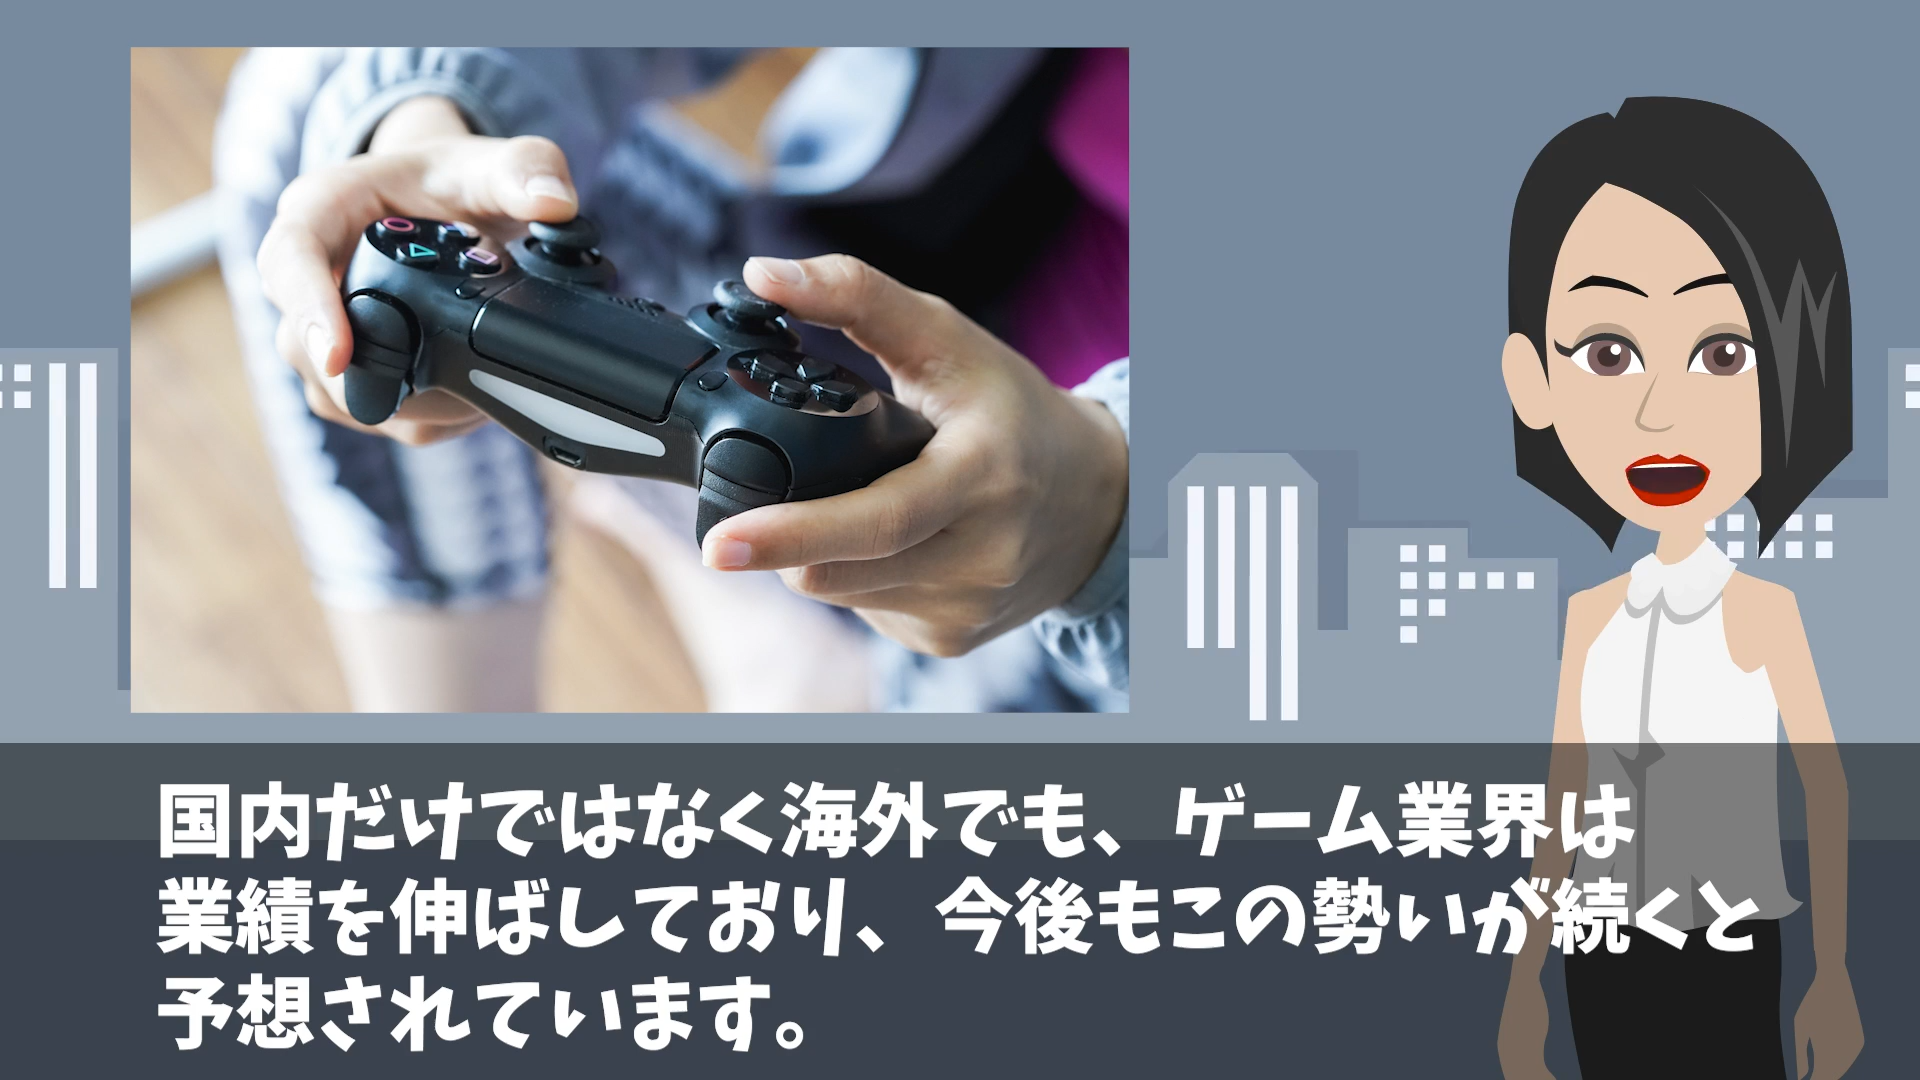 国内だけではなく海外でも、ゲーム業界は
業績を伸ばしており、今後もこの勢いが続くと
予想されています。